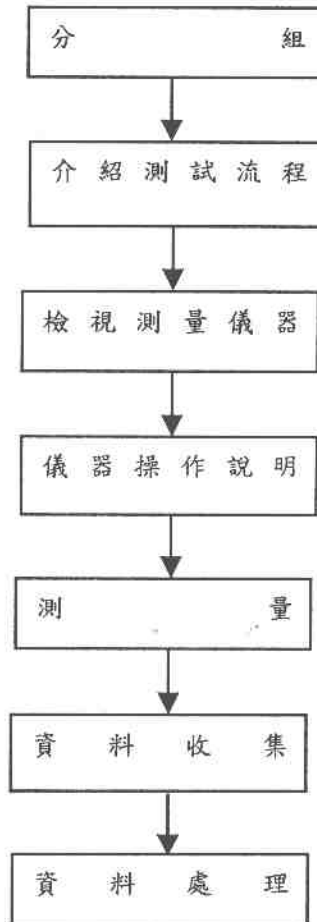 分組
介紹測試流程
檢視測量儀器
儀器操作說明
測量
資料收集
資料處理